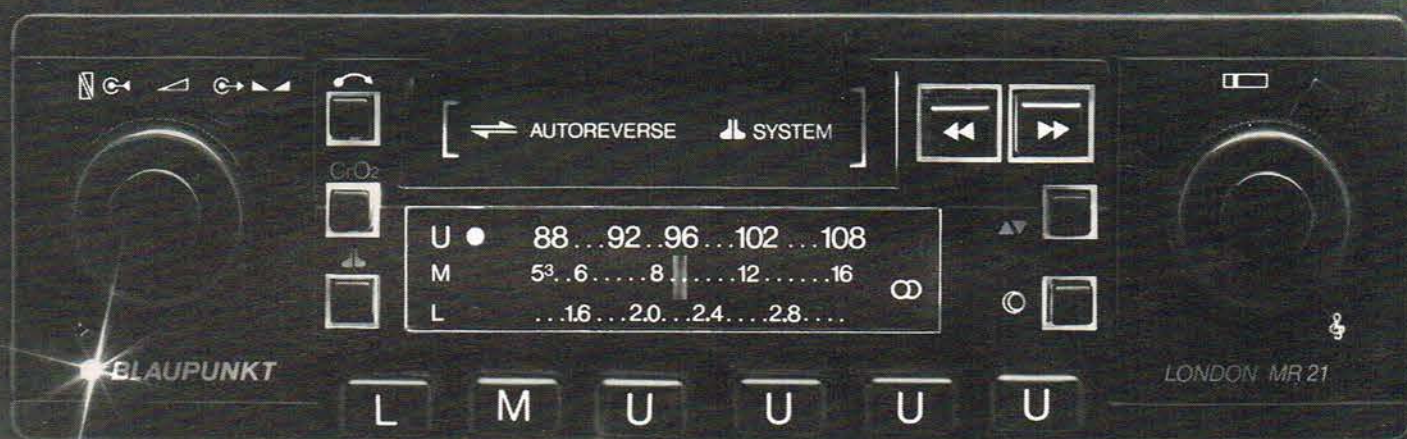 CrO₂
AUTOREVERSE SYSTEM
U 88...92..96...102...108
M 5³..6.....8.......12......16
L ...1.6...2.0...2.4....2.8....
BLAUPUNKT
LONDON MR 21
L M U U U U